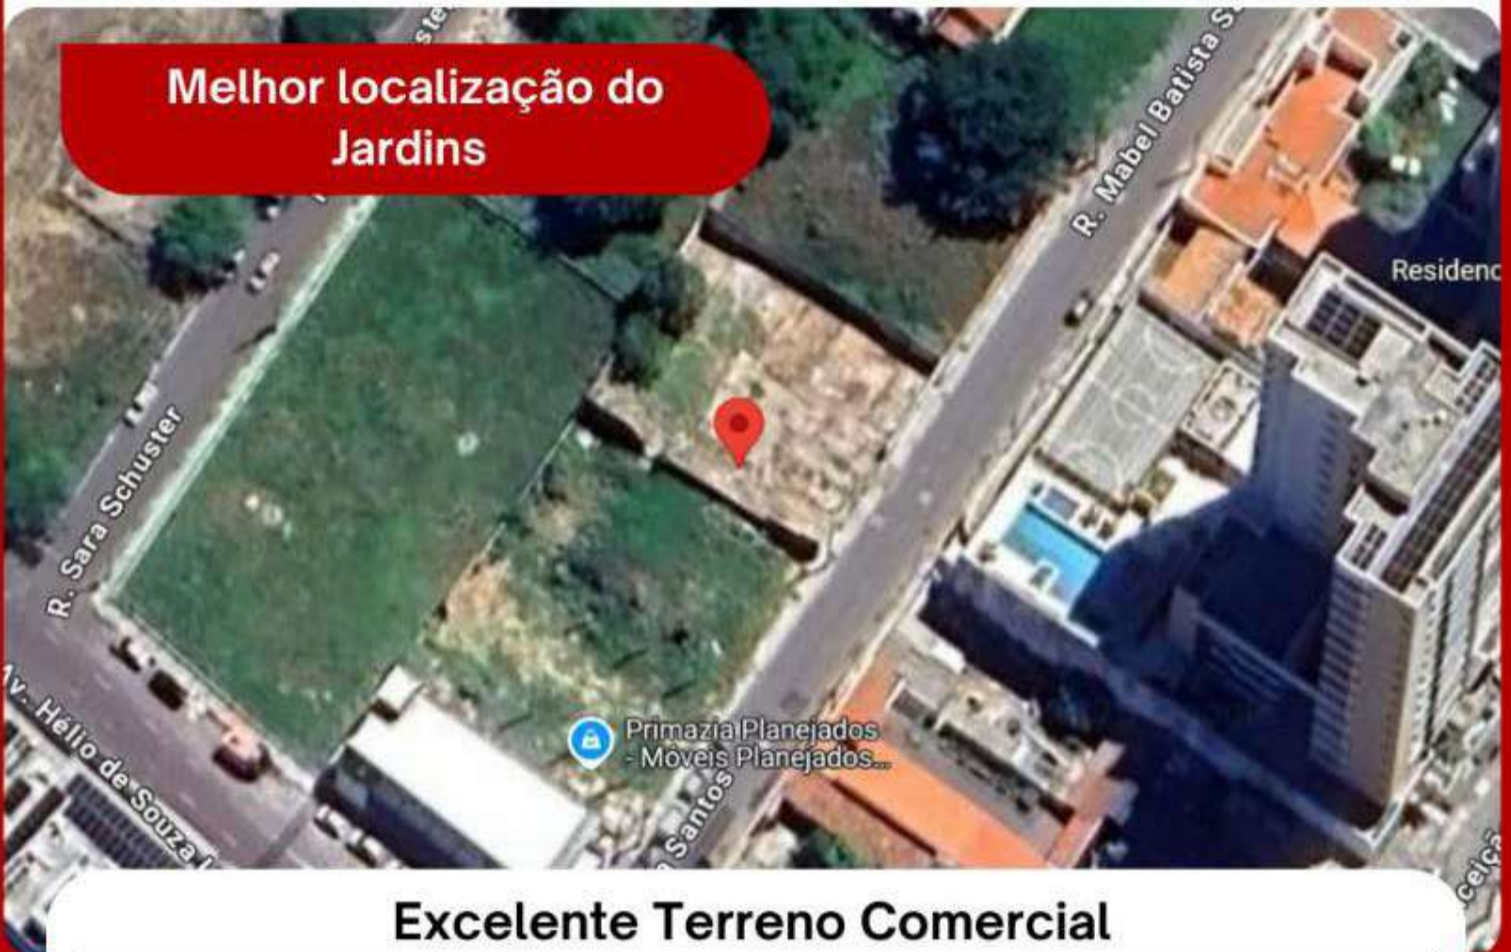 Melhor localização do
Jardins
R. Mabel Batista S
Residenc
R. Sara Schuster
Primazia Planejados
- Móveis Planejados...
Av. Hélio de Souza
Santos
Excelente Terreno Comercial